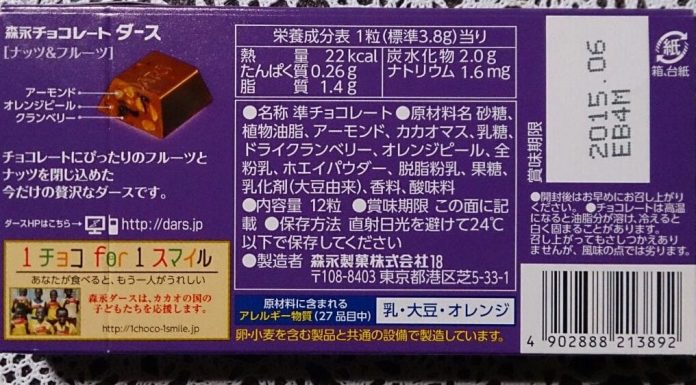 森永チョコレート ダース
[ナッツ&フルーツ]
アーモンド
オレンジピール
クランベリー
チョコレートにぴったりのフルーツと
ナッツを閉じ込めた
今だけの贅沢なダースです。
ダースHPはこちら→ http://dars.jp
1チョコ for 1スマイル
あなたが食べると、もう一人がうれしい
森永ダースは、カカオの国の
子どもたちを応援します。
http://1choco-1smile.jp
栄養成分表 1粒(標準3.8g)当り
熱量 22kcal
たんぱく質 0.26g
脂質 1.4g
炭水化物 2.0g
ナトリウム 1.6mg
●名称 準チョコレート ●原材料名 砂糖、
植物油脂、アーモンド、カカオマス、乳糖、
ドライクランベリー、オレンジピール、全
粉乳、ホエイパウダー、脱脂粉乳、果糖、
乳化剤(大豆由来)、香料、酸味料
●内容量 12粒 ●賞味期限 この面に記
載 ●保存方法 直射日光を避けて24℃
以下で保存してください
●製造者 森永製菓株式会社18
〒108-8403 東京都港区芝5-33-1
原材料に含まれる
アレルギー物質(27品目中)
乳・大豆・オレンジ
卵・小麦を含む製品と共通の設備で製造しています。
賞味期限
2015.06
EB4M
紙
箱、台紙
●開封後はお早めにお召し上がり
ください。●チョコレートは高温
になると油脂分が溶け、冷えると
白く固まることがあります。
召し上がってもさしつかえあり
ませんが、風味の点では劣ります。
4 902888 213892